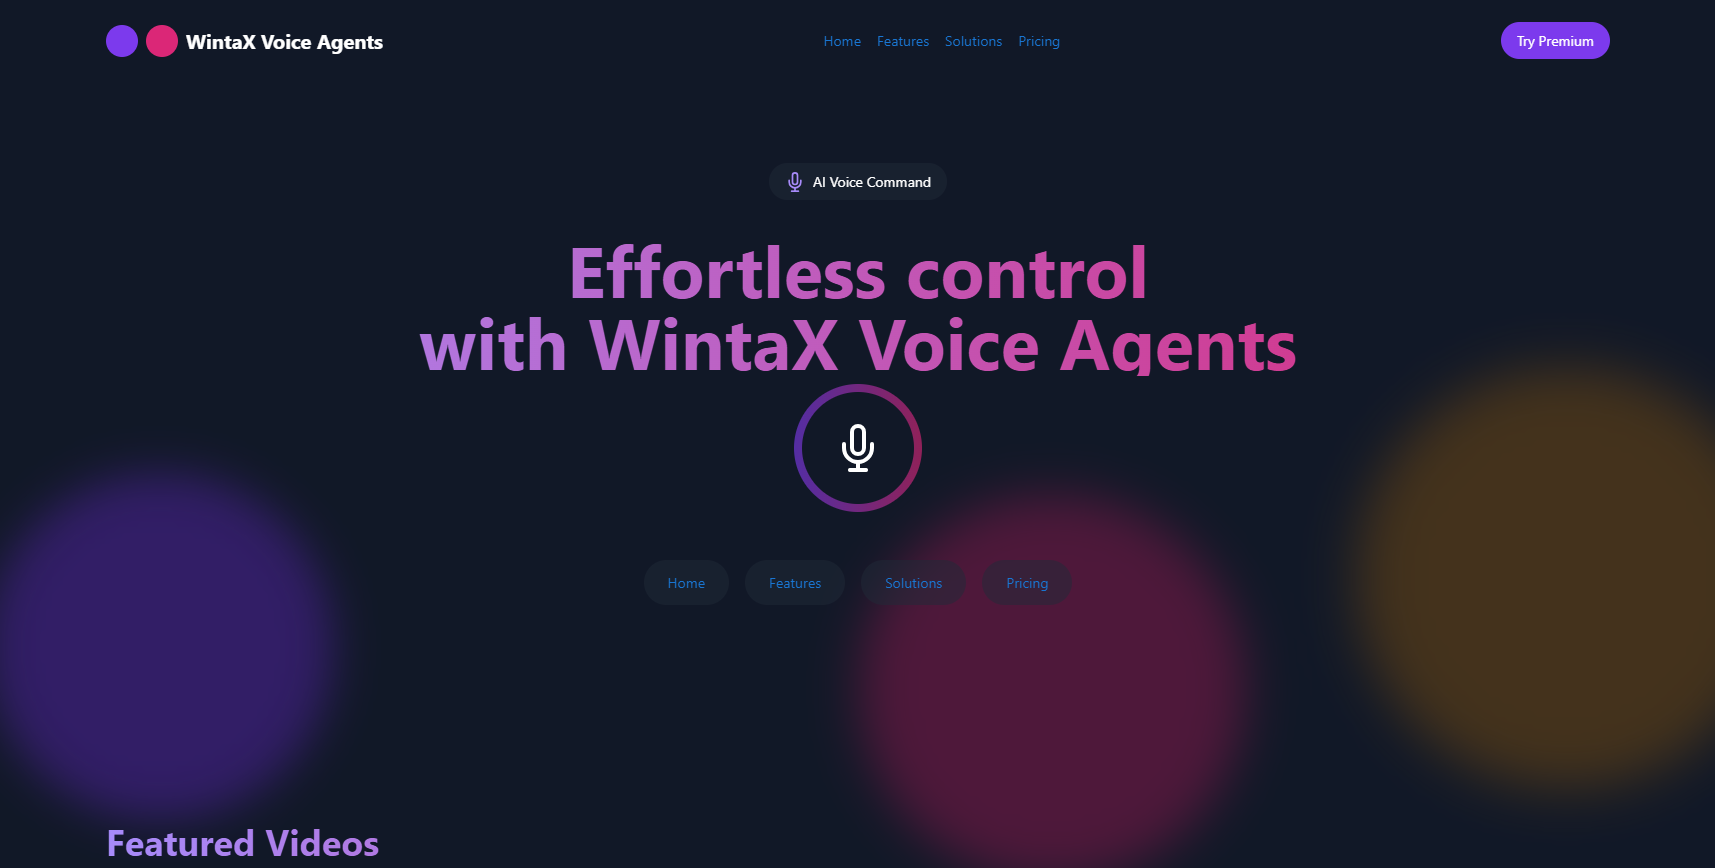 WintaX Voice Agents
Home Features Solutions Pricing
Try Premium
AI Voice Command
Effortless control
with WintaX Voice Agents
Home Features Solutions Pricing
Featured Videos